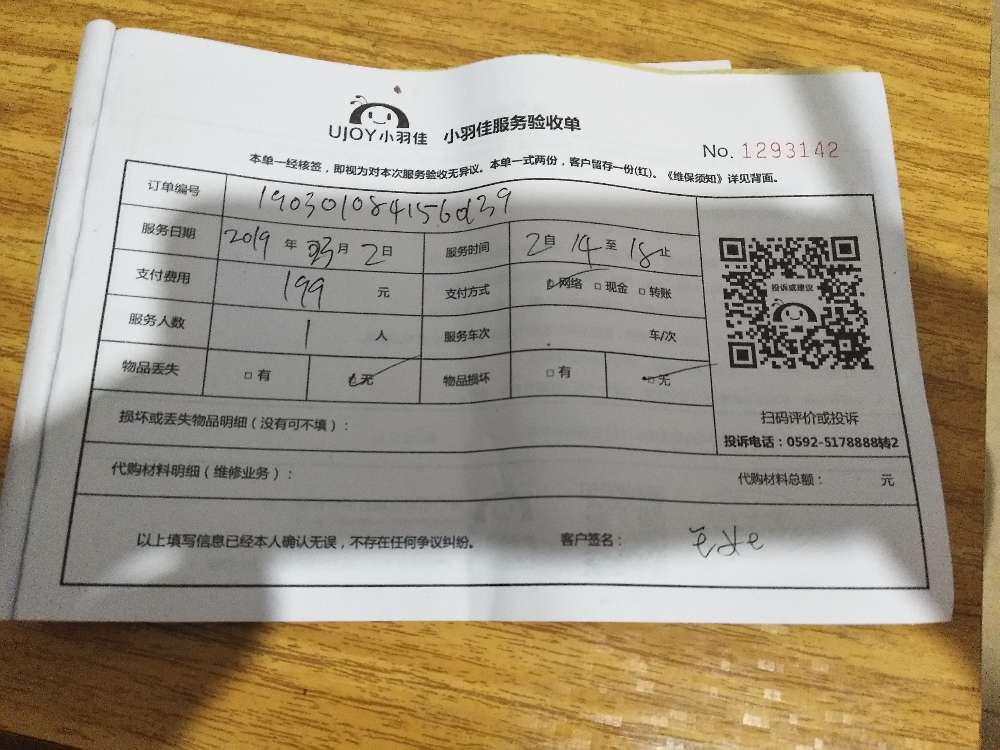 UJOY小羽佳 小羽佳服务验收单
No. 1293142
本单一经核签，即视为对本次服务验收无异议。本单一式两份，客户留存一份(红)。《维保须知》详见背面。
订单编号 190301084156039
服务日期 2019 年 03 月 2 日 服务时间 2自 14 至 18 止
支付费用 199 元 支付方式 □网络 □现金 □转账
服务人数 1 人 服务车次 车/次
物品丢失 □有 □无 物品损坏 □有 □无
投诉或建议
扫码评价或投诉
投诉电话：0592-5178888转2
损坏或丢失物品明细（没有可不填）：
代购材料明细（维修业务）： 代购材料总额： 元
以上填写信息已经本人确认无误，不存在任何争议纠纷。 客户签名：